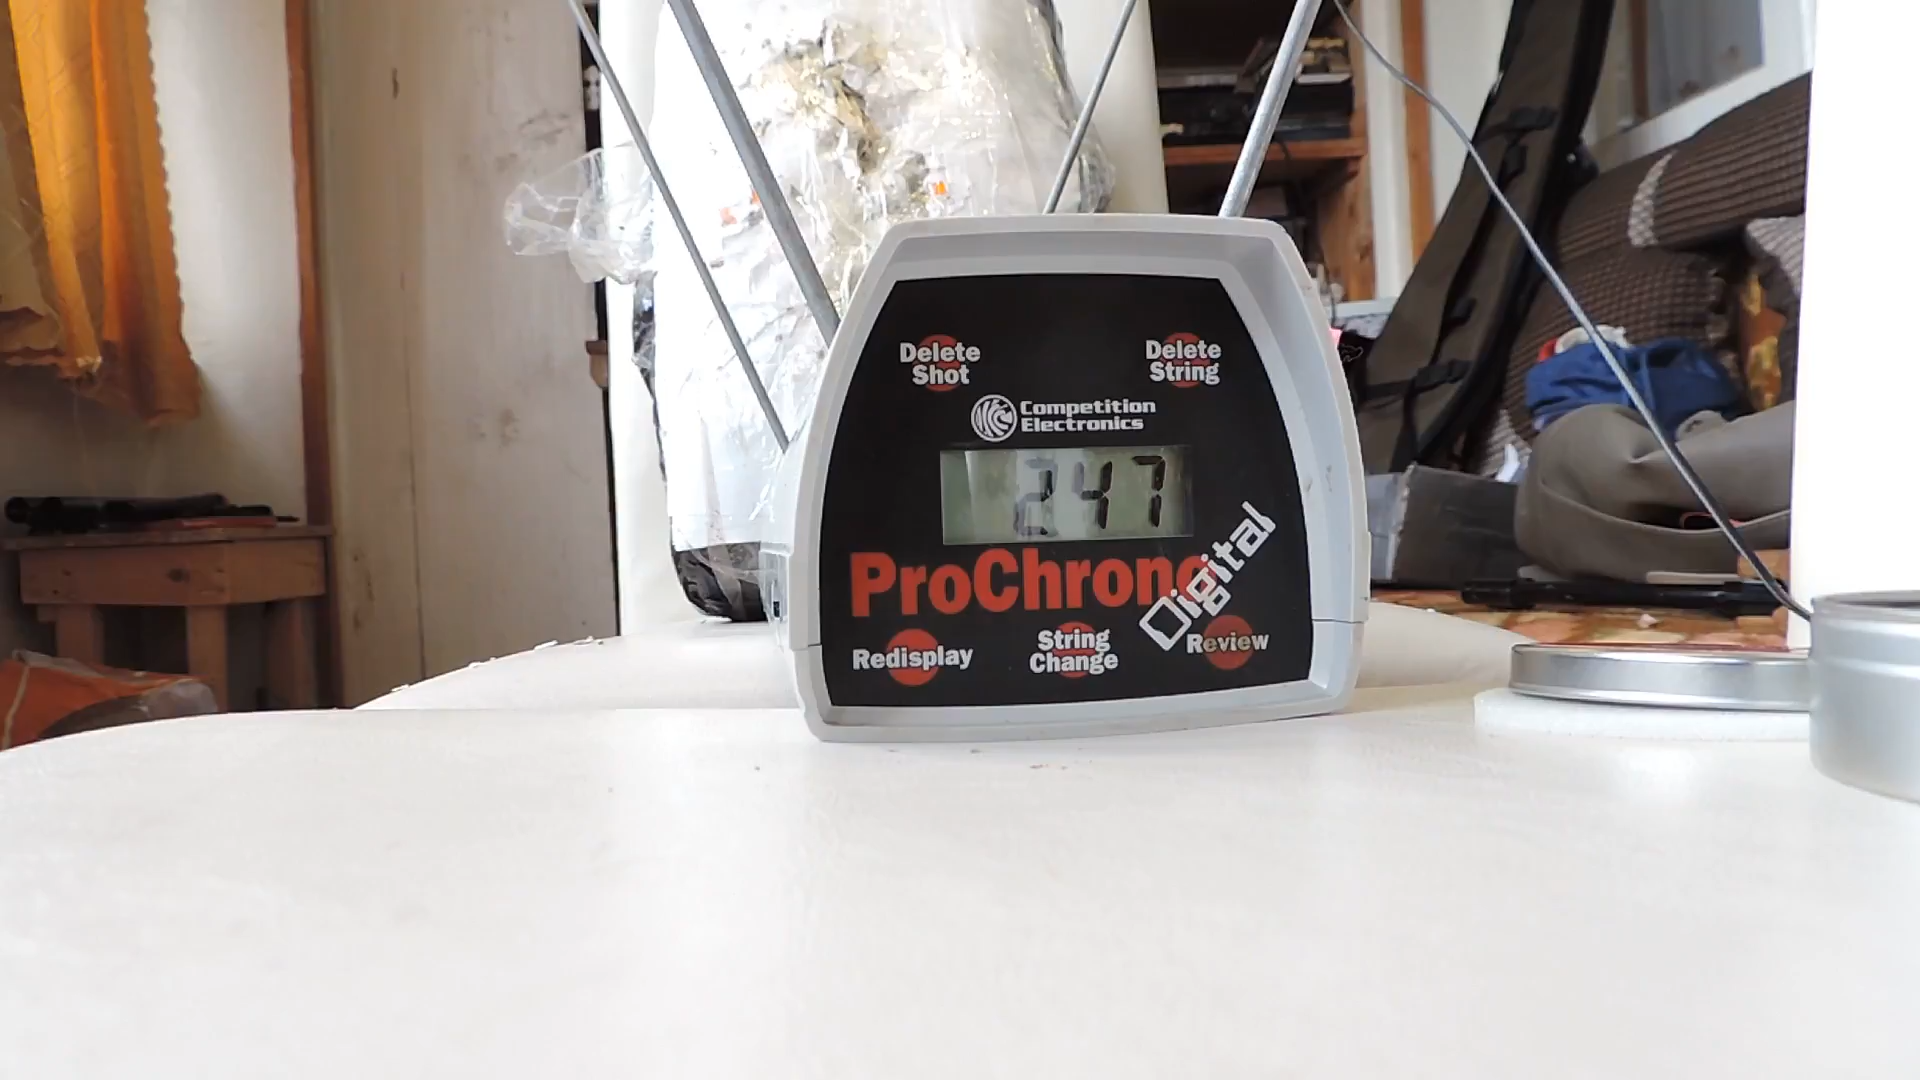 Delete Shot
Delete String
Competition Electronics
247
ProChrono
Digital
Redisplay
String Change
Review